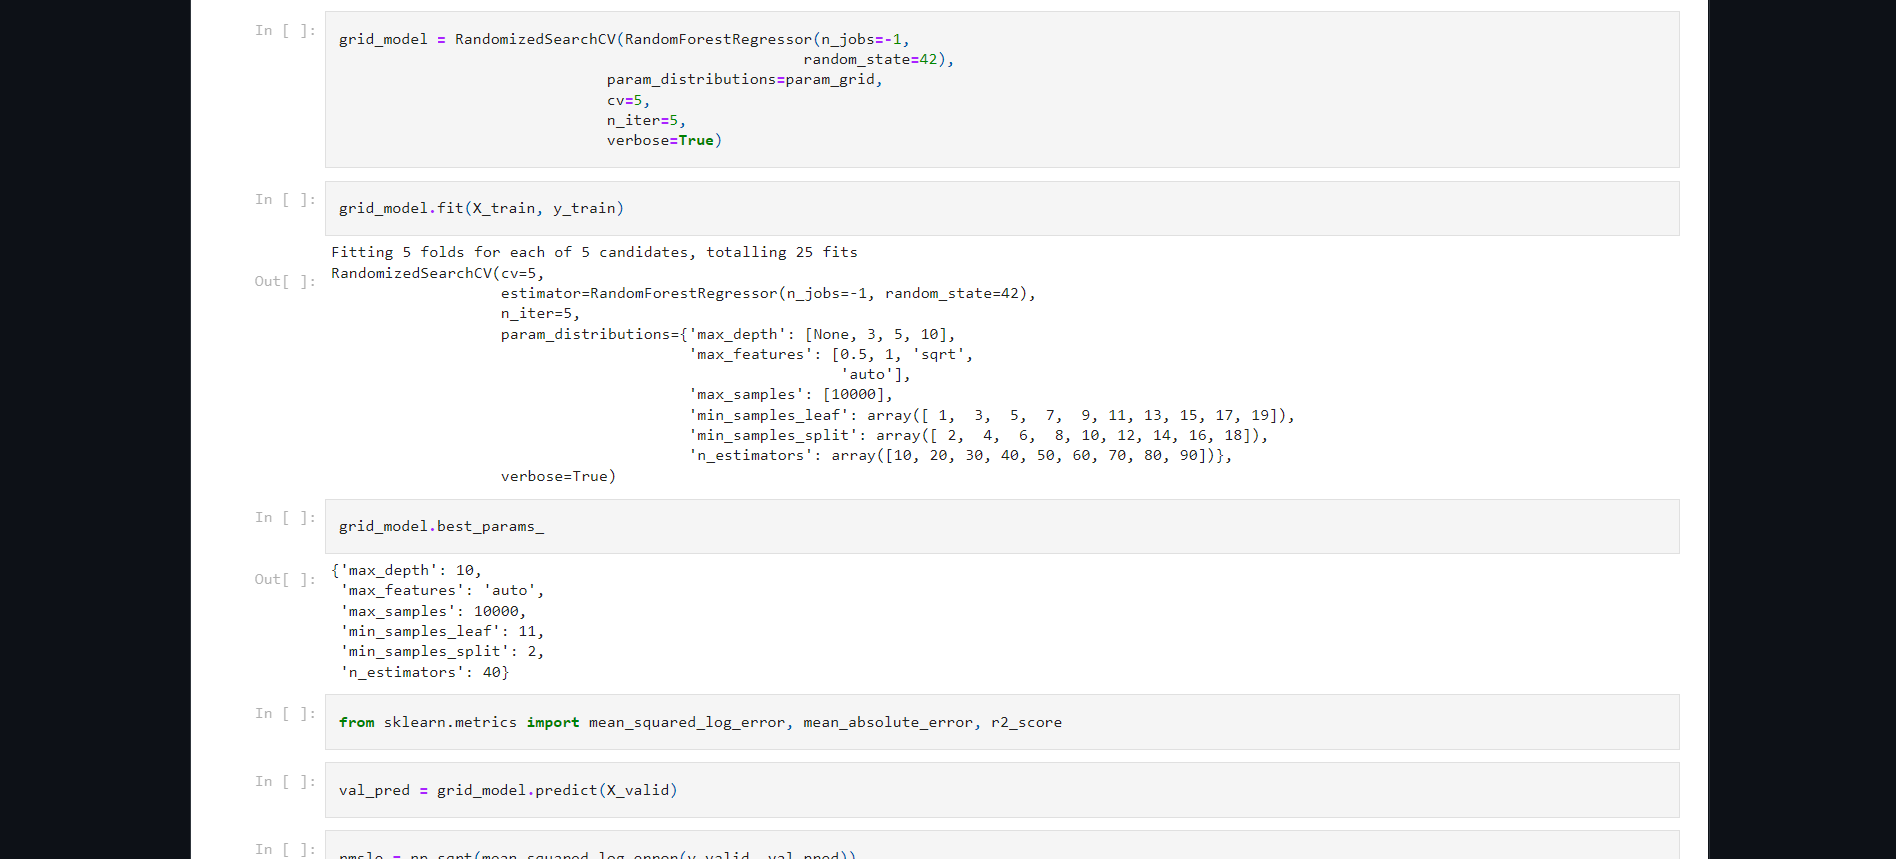 In [ ]:
grid_model = RandomizedSearchCV(RandomForestRegressor(n_jobs=-1,
random_state=42),
param_distributions=param_grid,
cv=5,
n_iter=5,
verbose=True)
In [ ]:
grid_model.fit(X_train, y_train)
Fitting 5 folds for each of 5 candidates, totalling 25 fits
Out[ ]:
RandomizedSearchCV(cv=5,
estimator=RandomForestRegressor(n_jobs=-1, random_state=42),
n_iter=5,
param_distributions={'max_depth': [None, 3, 5, 10],
'max_features': [0.5, 1, 'sqrt',
'auto'],
'max_samples': [10000],
'min_samples_leaf': array([ 1,  3,  5,  7,  9, 11, 13, 15, 17, 19]),
'min_samples_split': array([ 2,  4,  6,  8, 10, 12, 14, 16, 18]),
'n_estimators': array([10, 20, 30, 40, 50, 60, 70, 80, 90])},
verbose=True)
In [ ]:
grid_model.best_params_
Out[ ]:
{'max_depth': 10,
'max_features': 'auto',
'max_samples': 10000,
'min_samples_leaf': 11,
'min_samples_split': 2,
'n_estimators': 40}
In [ ]:
from sklearn.metrics import mean_squared_log_error, mean_absolute_error, r2_score
In [ ]:
val_pred = grid_model.predict(X_valid)
In [ ]:
rmsle = np.sqrt(mean_squared_log_error(y_valid, val_pred))